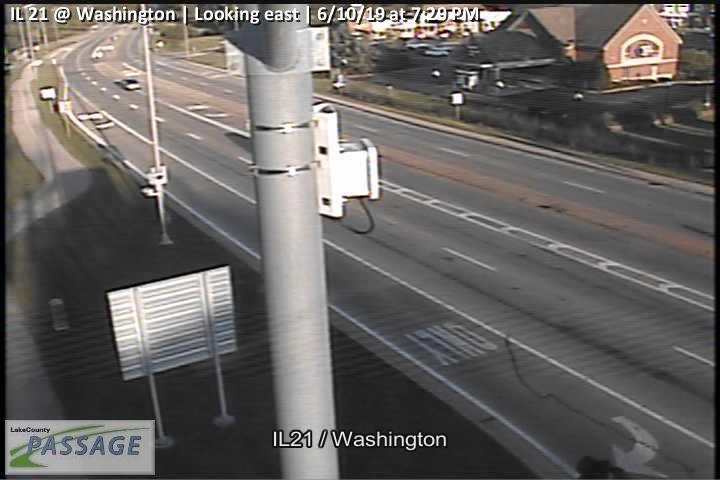 IL 21 @ Washington | Looking east | 6/10/19 at 7:29 PM
ONLY
LakeCounty
PASSAGE
IL21 / Washington